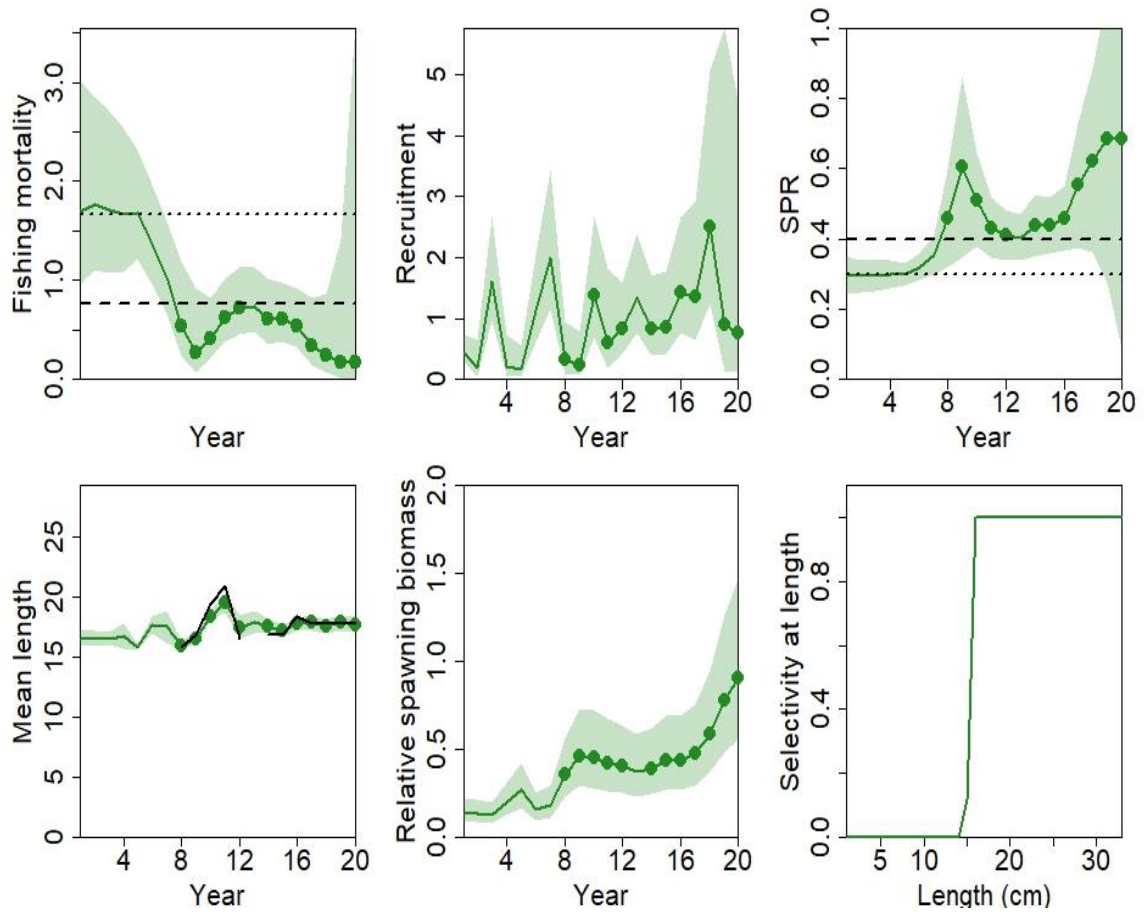 Fishing mortality
0.0 1.0 2.0 3.0
Year
Recruitment
0 1 2 3 4 5
4 8 12 16 20
Year
SPR
0.0 0.2 0.4 0.6 0.8 1.0
4 8 12 16 20
Year
Mean length
0 5 10 15 20 25
4 8 12 16 20
Year
Relative spawning biomass
0.0 0.5 1.0 1.5 2.0
4 8 12 16 20
Year
Selectivity at length
0.0 0.4 0.8
5 10 20 30
Length (cm)